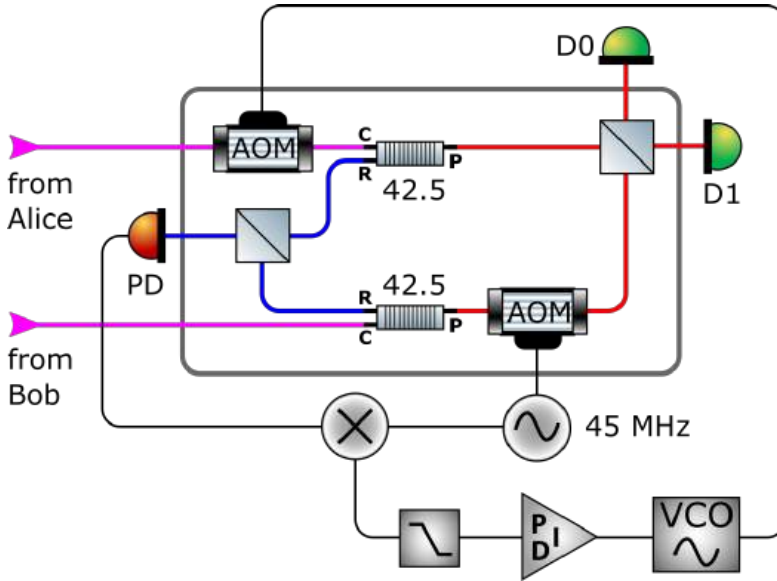 D0
AOM
C
R
P
42.5
D1
from
Alice
PD
42.5
R
C
P
AOM
from
Bob
45 MHz
P
I
D
VCO